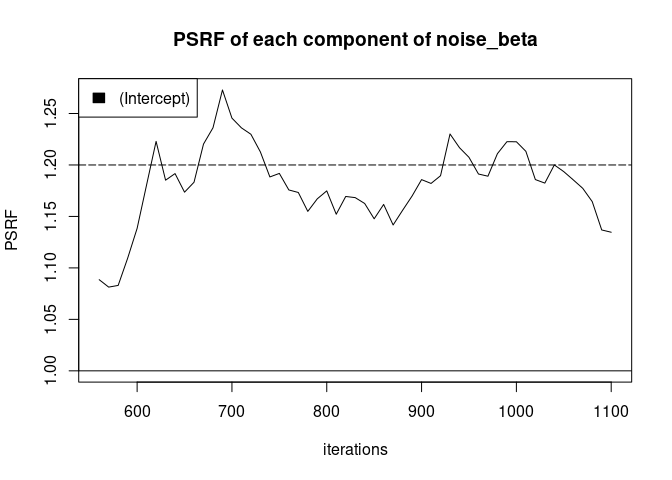 PSRF of each component of noise_beta
(Intercept)
PSRF
1.25
1.20
1.15
1.10
1.05
1.00
600 700 800 900 1000 1100
iterations